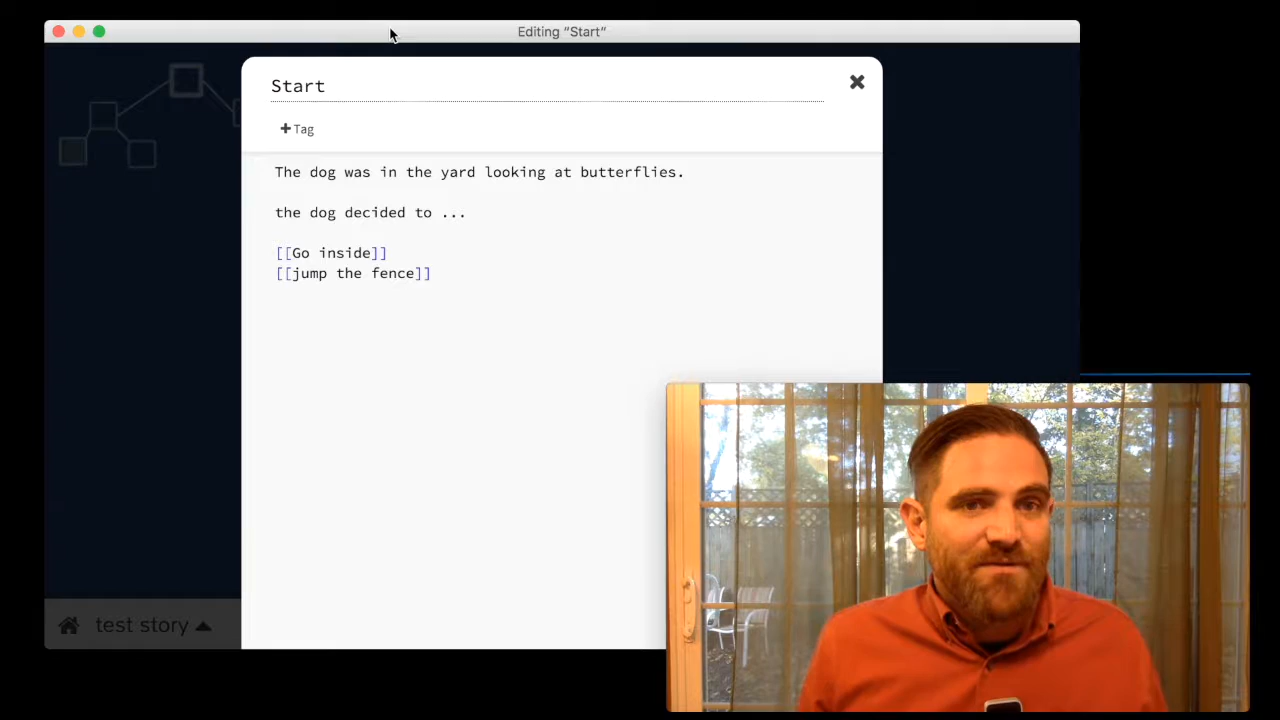 Editing “Start”
Start
Tag
The dog was in the yard looking at butterflies.
the dog decided to ...
[[Go inside]]
[[jump the fence]]
test story